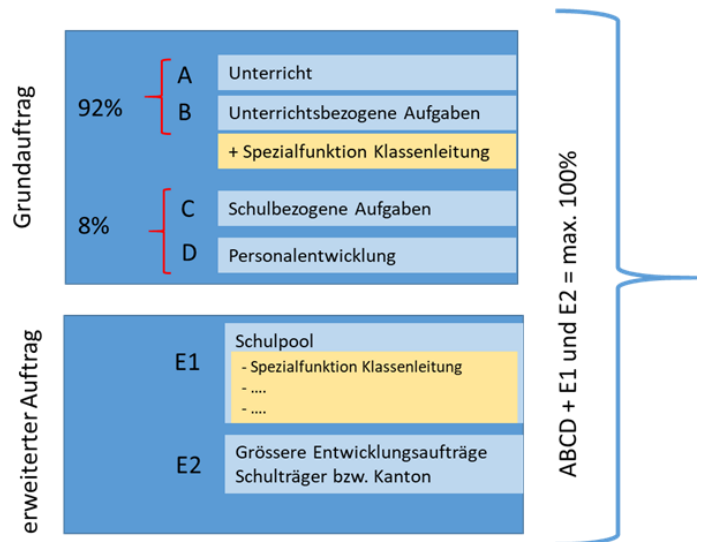 Grundauftrag
92%
A
Unterricht
B
Unterrichtsbezogene Aufgaben
+ Spezialfunktion Klassenleitung
8%
C
Schulbezogene Aufgaben
D
Personalentwicklung
erweiterter Auftrag
E1
Schulpool
- Spezialfunktion Klassenleitung
- ....
- ....
E2
Grössere Entwicklungsaufträge
Schulträger bzw. Kanton
ABCD + E1 und E2 = max. 100%